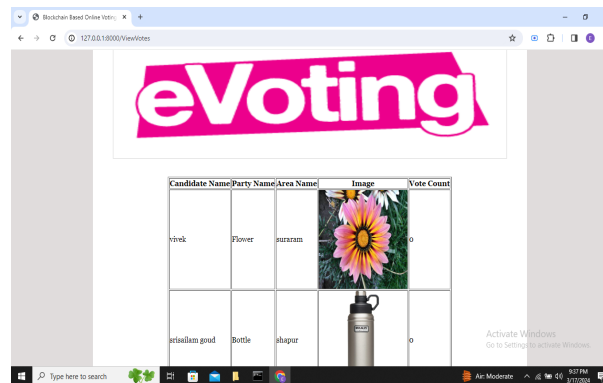 Blockchain Based Online Voting
127.0.0.1:8000/ViewVotes
eVoting
Candidate Name Party Name Area Name Image Vote Count
vivek Flower suraram 0
srisailam goud Bottle shapur 0
Activate Windows
Go to Settings to activate Windows.
Type here to search
Air: Moderate
9:37 PM
3/17/2024